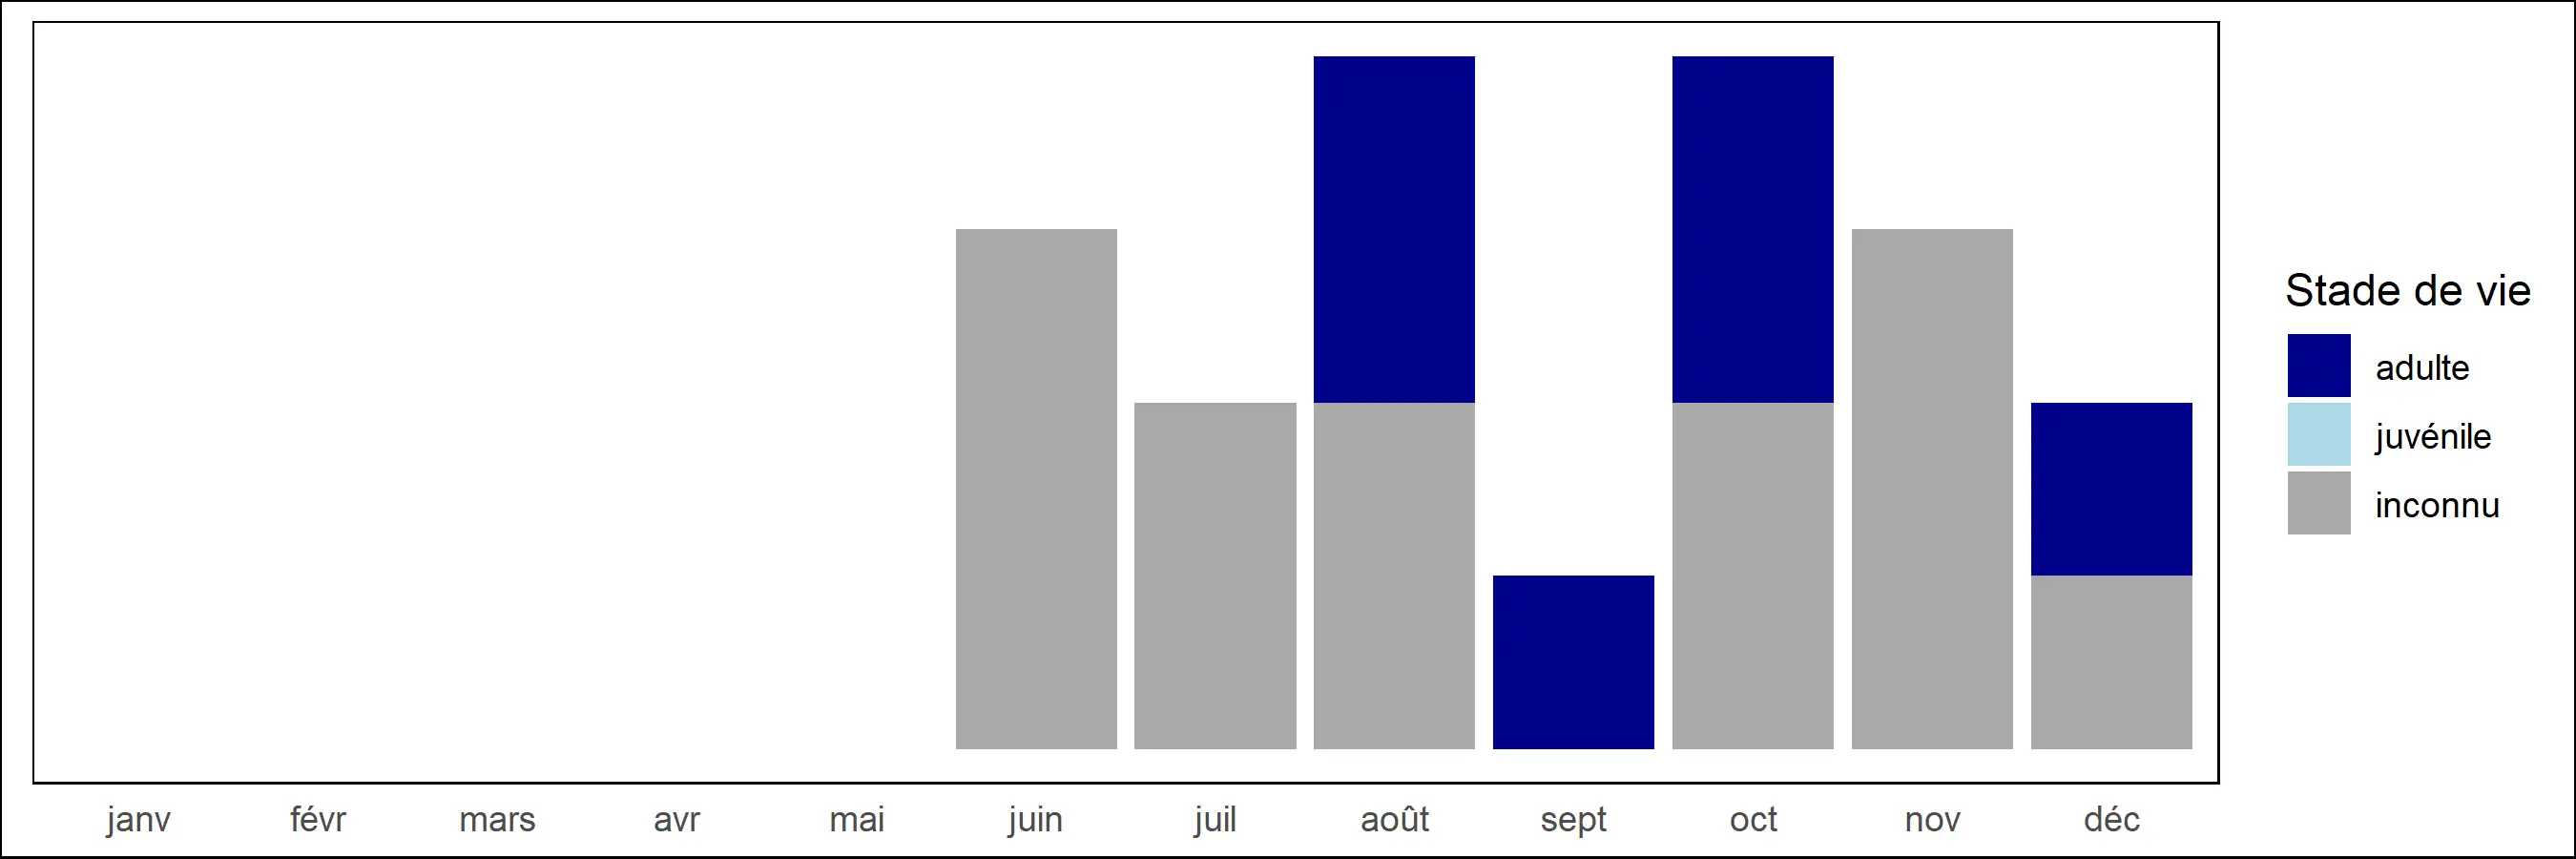 Stade de vie
adulte
juvénile
inconnu
janv févr mars avr mai juin juil août sept oct nov déc